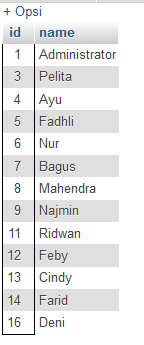 + Opsi
id name
1 Administrator
3 Pelita
4 Ayu
5 Fadhli
6 Nur
7 Bagus
8 Mahendra
9 Najmin
11 Ridwan
12 Feby
13 Cindy
14 Farid
16 Deni